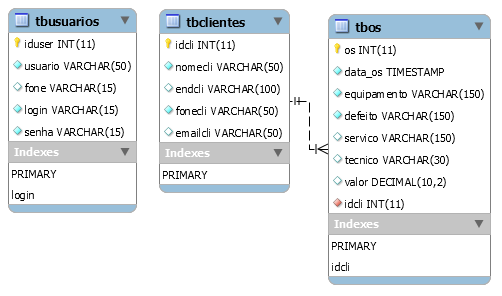 tbusuarios
iduser INT(11)
usuario VARCHAR(50)
fone VARCHAR(15)
login VARCHAR(15)
senha VARCHAR(15)
Indexes
PRIMARY
login
tbclientes
idcli INT(11)
nomecli VARCHAR(50)
endcli VARCHAR(100)
fonecli VARCHAR(50)
emailcli VARCHAR(50)
Indexes
PRIMARY
tbos
os INT(11)
data_os TIMESTAMP
equipamento VARCHAR(150)
defeito VARCHAR(150)
servico VARCHAR(150)
tecnico VARCHAR(30)
valor DECIMAL(10,2)
idcli INT(11)
Indexes
PRIMARY
idcli